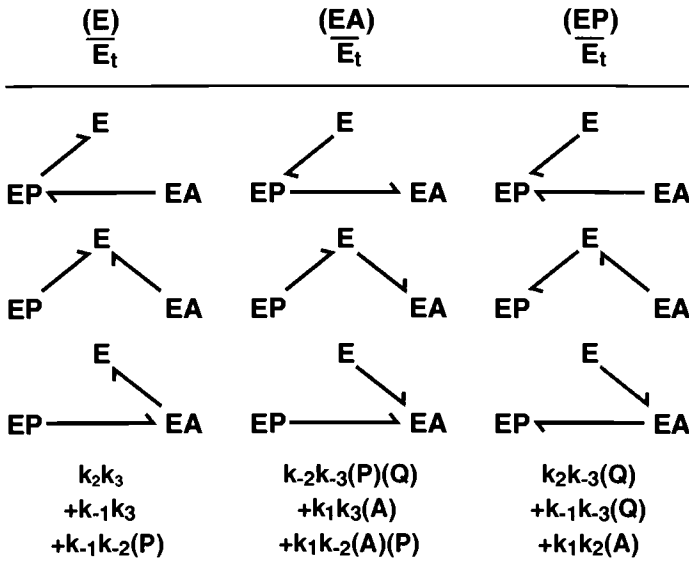 (E) (EA) (EP)
Et Et Et
E E E
EP EA EP EA EP EA
E E E
EP EA EP EA EP EA
E E E
EP EA EP EA EP EA
k2k3 k-2k-3(P)(Q) k2k-3(Q)
+k-1k3 +k1k3(A) +k-1k-3(Q)
+k-1k-2(P) +k1k-2(A)(P) +k1k2(A)